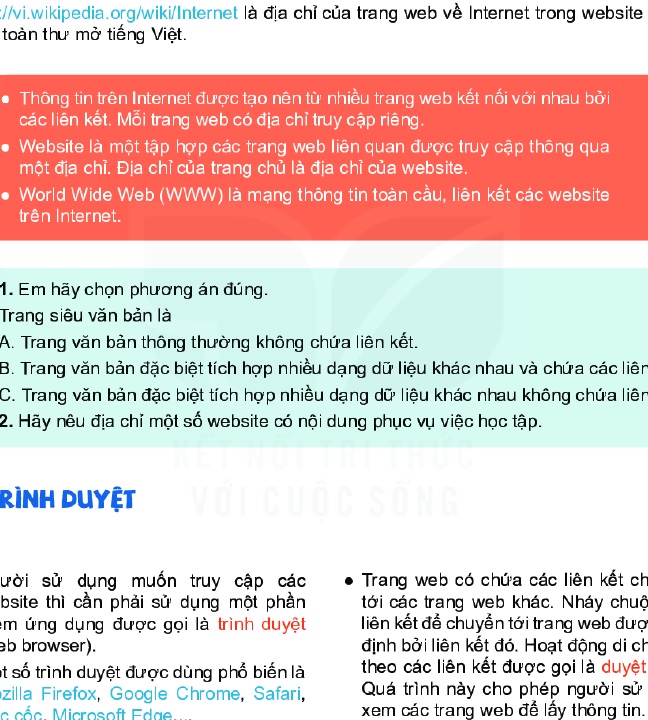 ://vi.wikipedia.org/wiki/Internet là địa chỉ của trang web về Internet trong website
toàn thư mở tiếng Việt.
● Thông tin trên Internet được tạo nên từ nhiều trang web kết nối với nhau bởi
các liên kết. Mỗi trang web có địa chỉ truy cập riêng.
● Website là một tập hợp các trang web liên quan được truy cập thông qua
một địa chỉ. Địa chỉ của trang chủ là địa chỉ của website.
● World Wide Web (WWW) là mạng thông tin toàn cầu, liên kết các website
trên Internet.
1. Em hãy chọn phương án đúng.
Trang siêu văn bản là
A. Trang văn bản thông thường không chứa liên kết.
B. Trang văn bản đặc biệt tích hợp nhiều dạng dữ liệu khác nhau và chứa các liên
C. Trang văn bản đặc biệt tích hợp nhiều dạng dữ liệu khác nhau không chứa liên
2. Hãy nêu địa chỉ một số website có nội dung phục vụ việc học tập.
KẾT NỐI TRI THỨC
VỚI CUỘC SỐNG
RÌNH DUYỆT
ười sử dụng muốn truy cập các
bsite thì cần phải sử dụng một phần
ềm ứng dụng được gọi là trình duyệt
eb browser).
ột số trình duyệt được dùng phổ biến là
ozilla Firefox, Google Chrome, Safari,
c cốc, Microsoft Edge,...
● Trang web có chứa các liên kết ch
tới các trang web khác. Nháy chuộ
liên kết để chuyển tới trang web đượ
định bởi liên kết đó. Hoạt động di ch
theo các liên kết được gọi là duyệt
Quá trình này cho phép người sử
xem các trang web để lấy thông tin.